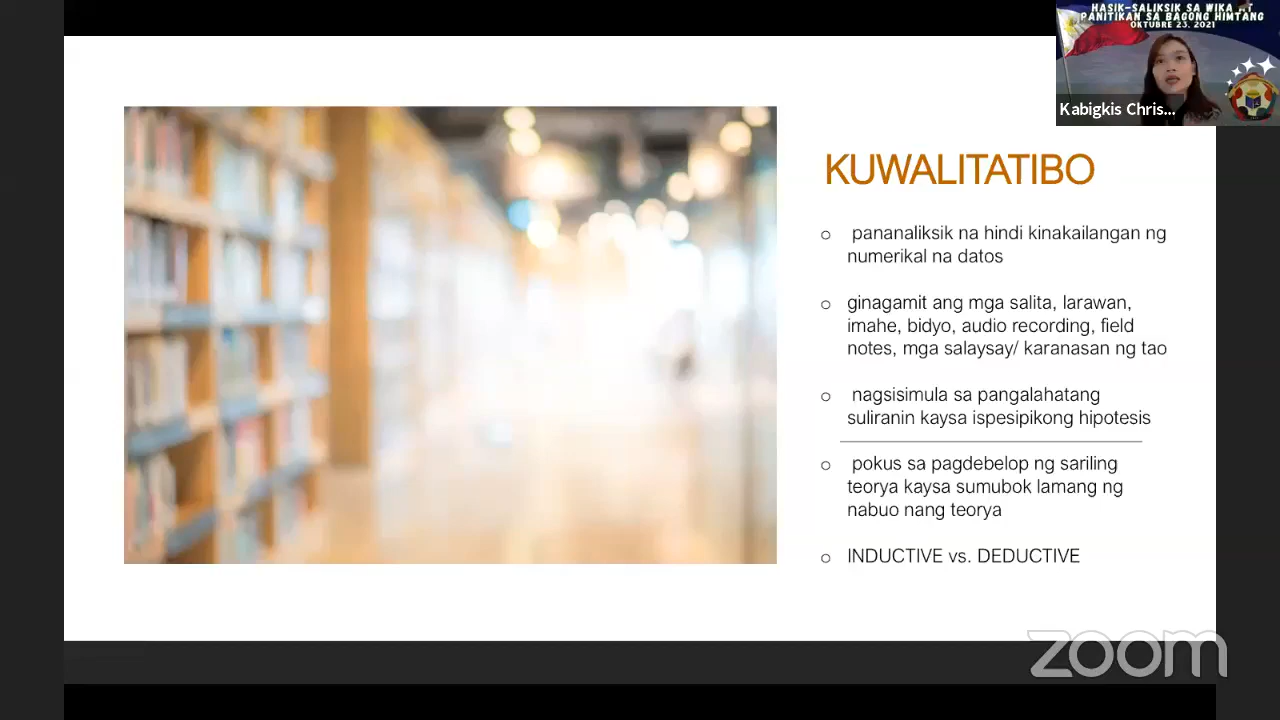 HASIK-SALIKSIK SA WIKA AT
PANITIKAN SA BAGONG HIMTANG
OKTUBRE 23, 2021
Kabigkis Chris...
KUWALITATIBO
pananaliksik na hindi kinakailangan ng
numerikal na datos
ginagamit ang mga salita, larawan,
imahe, bidyo, audio recording, field
notes, mga salaysay/ karanasan ng tao
nagsisimula sa pangalahatang
suliranin kaysa ispesipikong hipotesis
pokus sa pagdebelop ng sariling
teorya kaysa sumubok lamang ng
nabuo nang teorya
INDUCTIVE vs. DEDUCTIVE
zoom